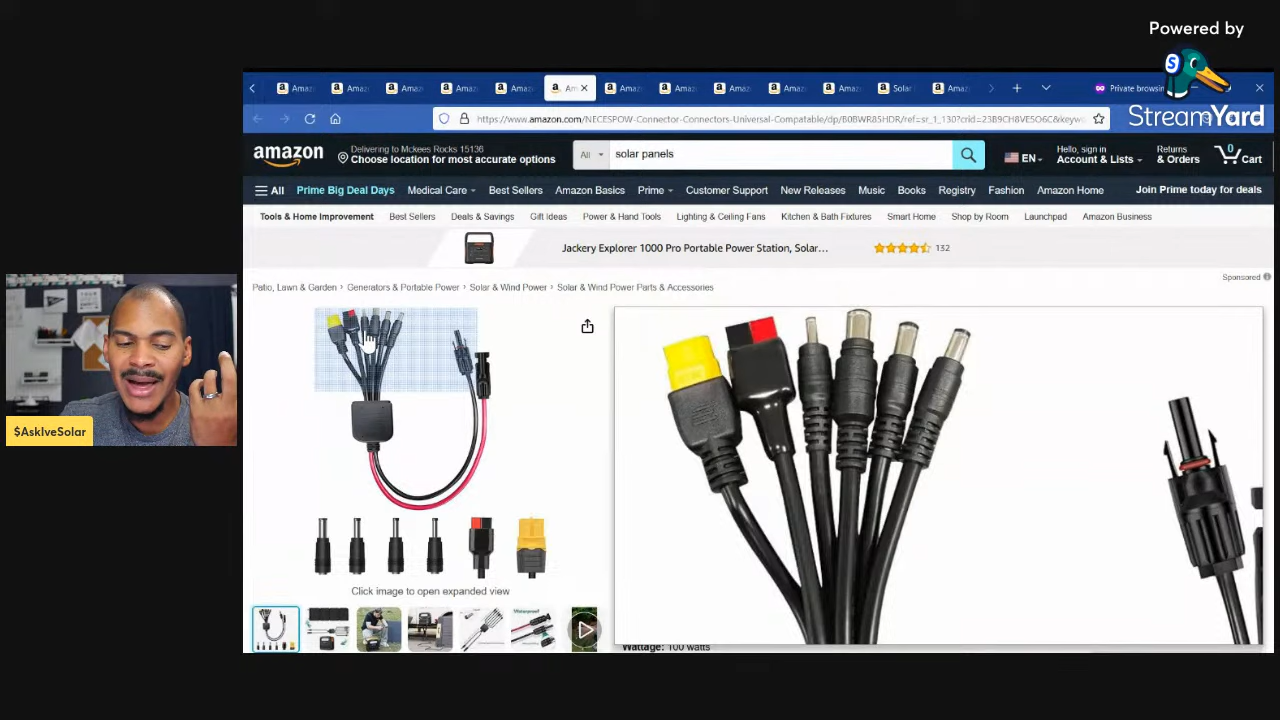 Powered by
StreamYard
Private browsing
https://www.amazon.com/NECESPOW-Connector-Connectors-Universal-Compatable/dp/B0BWR85HDR/ref=sr_1_130?crid=23B9CH8VE5O6C&keyw
amazon
Delivering to Mckees Rocks 15136
Choose location for most accurate options
All
solar panels
EN
Hello, sign in
Account & Lists
Returns
& Orders
0
Cart
All
Prime Big Deal Days
Medical Care
Best Sellers
Amazon Basics
Prime
Customer Support
New Releases
Music
Books
Registry
Fashion
Amazon Home
Join Prime today for deals
Tools & Home Improvement
Best Sellers
Deals & Savings
Gift Ideas
Power & Hand Tools
Lighting & Ceiling Fans
Kitchen & Bath Fixtures
Smart Home
Shop by Room
Launchpad
Amazon Business
Jackery Explorer 1000 Pro Portable Power Station, Solar…
132
Sponsored
Patio, Lawn & Garden › Generators & Portable Power › Solar & Wind Power › Solar & Wind Power Parts & Accessories
$AskIveSolar
Click image to open expanded view
Waterproof
Wattage: 100 watts